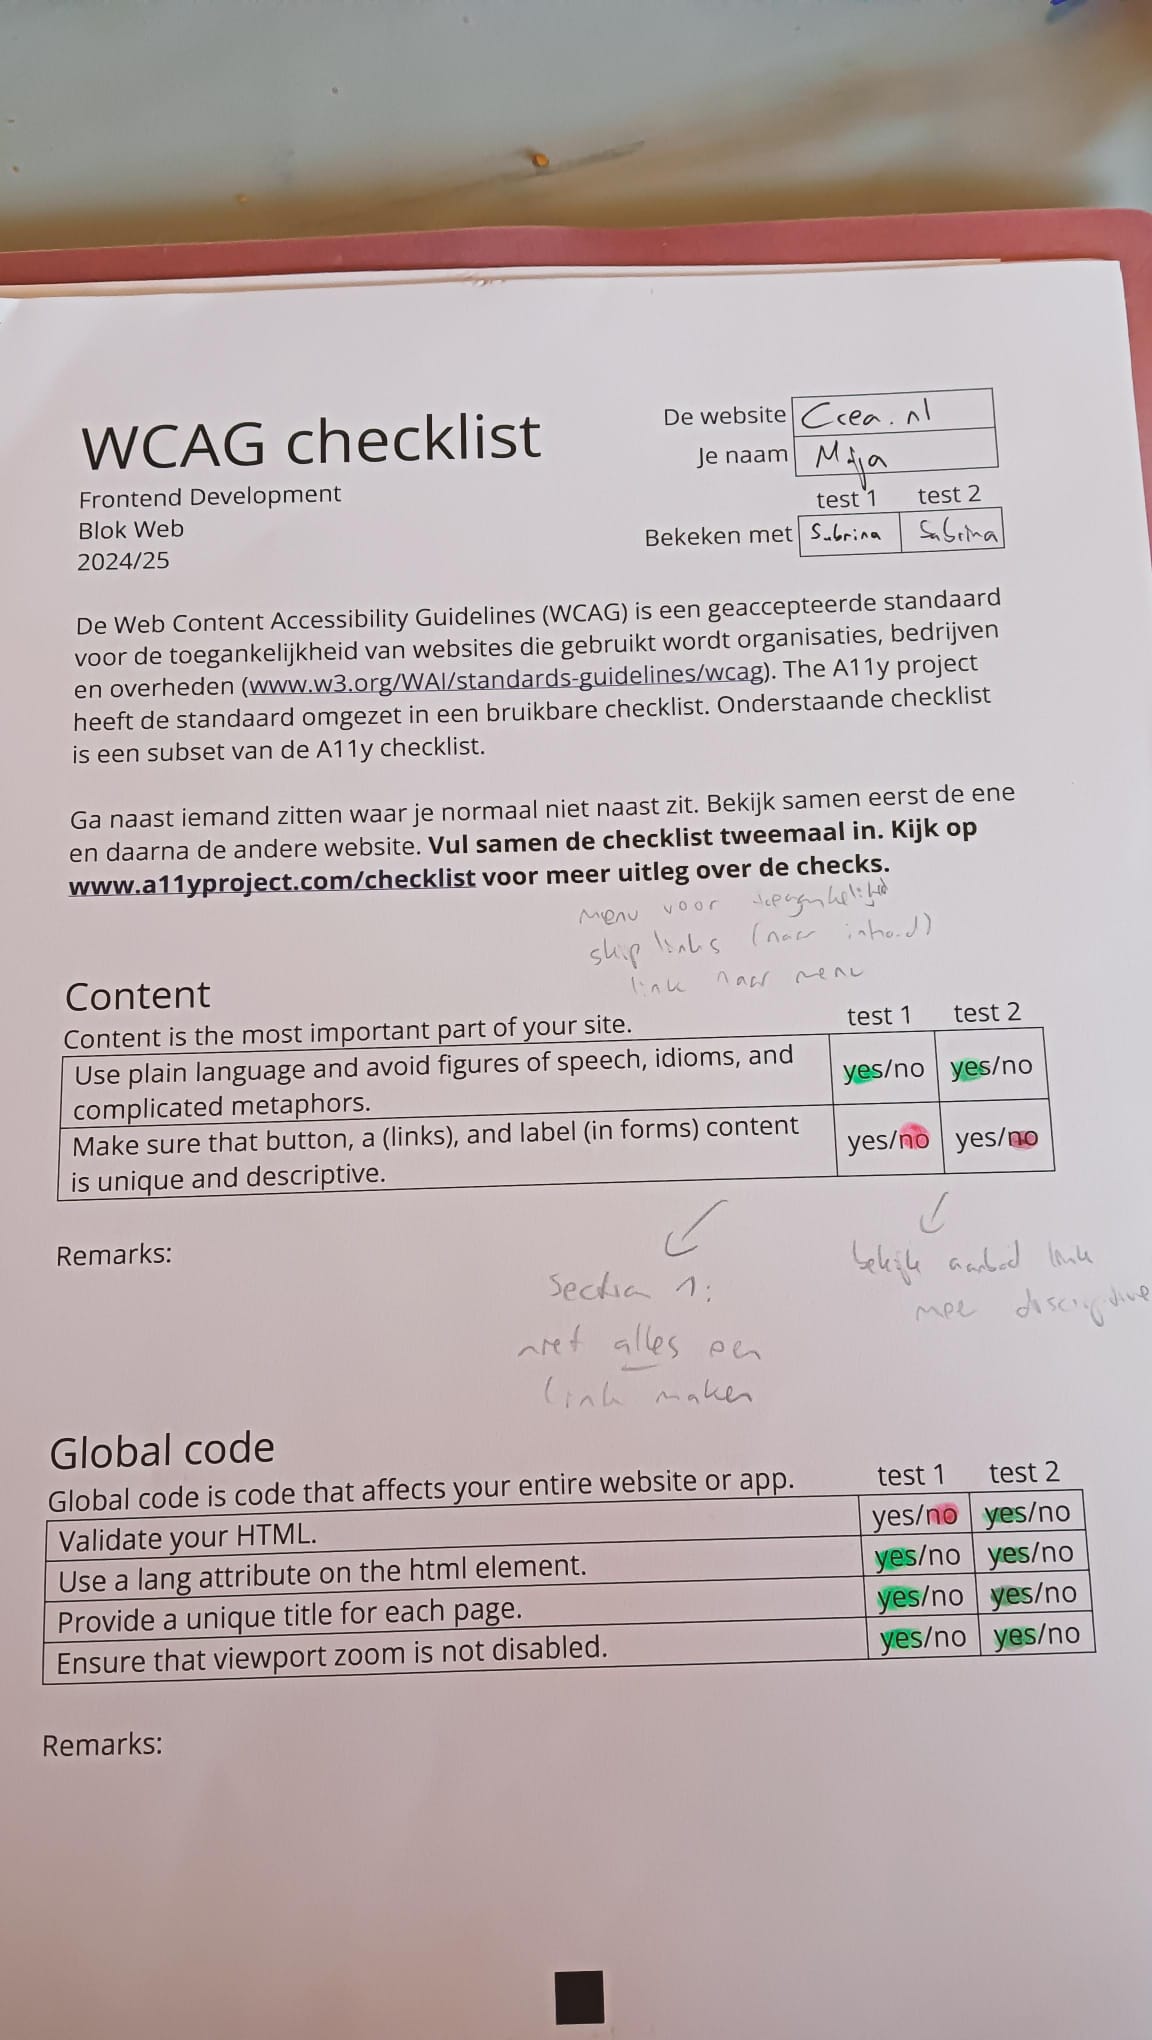 WCAG checklist
Frontend Development
Blok Web
2024/25
De website Crea.nl
Je naam Mija
test 1 test 2
Bekeken met Sabrina Sabrina
De Web Content Accessibility Guidelines (WCAG) is een geaccepteerde standaard
voor de toegankelijkheid van websites die gebruikt wordt organisaties, bedrijven
en overheden (www.w3.org/WAI/standards-guidelines/wcag). The A11y project
heeft de standaard omgezet in een bruikbare checklist. Onderstaande checklist
is een subset van de A11y checklist.
Ga naast iemand zitten waar je normaal niet naast zit. Bekijk samen eerst de ene
en daarna de andere website. Vul samen de checklist tweemaal in. Kijk op
www.a11yproject.com/checklist voor meer uitleg over de checks.
menu voor toegankelijkheid
skip links (naar inhoud)
link naar menu
Content
Content is the most important part of your site.
test 1 test 2
Use plain language and avoid figures of speech, idioms, and
complicated metaphors.
yes/no yes/no
Make sure that button, a (links), and label (in forms) content
is unique and descriptive.
yes/no yes/no
Remarks:
Section 1:
niet alles een
link maken
bekijk aanbod link
mee discriptive
Global code
Global code is code that affects your entire website or app.
test 1 test 2
Validate your HTML. yes/no yes/no
Use a lang attribute on the html element. yes/no yes/no
Provide a unique title for each page. yes/no yes/no
Ensure that viewport zoom is not disabled. yes/no yes/no
Remarks: